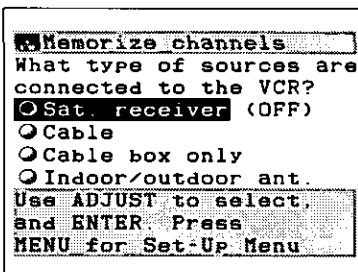 Memorize channels
What type of sources are
connected to the VCR?
Sat. receiver (OFF)
Cable
Cable box only
Indoor/outdoor ant.
Use ADJUST to select,
and ENTER. Press
MENU for Set-Up Menu